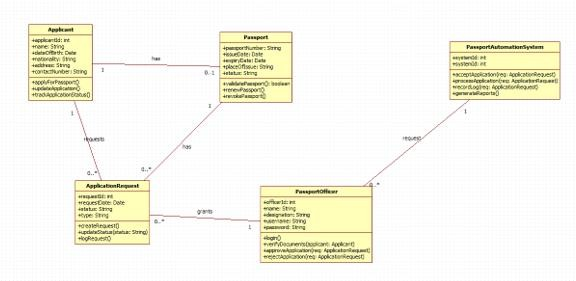 Applicant
+applicantId: int
+name: String
+dateOfBirth: Date
+nationality: String
+address: String
+contactNumber: String
+applyForPassport()
+updateApplication()
+trackApplicationStatus()
Passport
+passportNumber: String
+issueDate: Date
+expiryDate: Date
+placeOfIssue: String
+status: String
+validatePassport(): boolean
+renewPassport()
+revokePassport()
PassportAutomationSystem
+systemId: int
+systemId: int
+acceptApplication(req: ApplicationRequest)
+processApplication(req: ApplicationRequest)
+recordLog(req: ApplicationRequest)
+generateReports()
has
1
0..1
1
1
1
requests
has
request
0..*
0..*
0..*
ApplicationRequest
+requestId: int
+requestDate: Date
+status: String
+type: String
+createRequest()
+updateStatus(status: String)
+logRequest()
grants
0..*
1
PassportOfficer
+officerId: int
+name: String
+designation: String
+username: String
+password: String
+login()
+verifyDocuments(applicant: Applicant)
+approveApplication(req: ApplicationRequest)
+rejectApplication(req: ApplicationRequest)